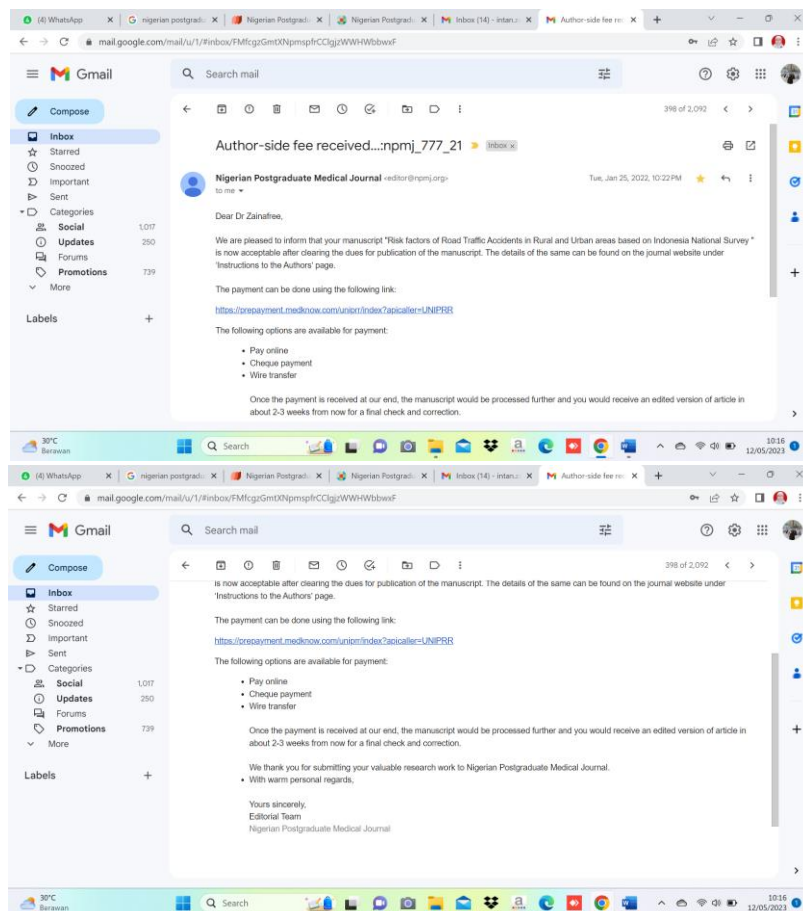 (4) WhatsApp
nigerian postgradu
Nigerian Postgradu
Nigerian Postgradu
Inbox (14) - intan.z
Author-side fee rec
mail.google.com/mail/u/1/#inbox/FMfcgzGmtXNpmspfrCClgjzWWHWbbwxF
Gmail
Search mail
Compose
398 of 2,092
Inbox
Starred
Snoozed
Important
Sent
Categories
Social 1,017
Updates 250
Forums
Promotions 739
More
Labels
Author-side fee received...:npmj_777_21 Inbox x
Nigerian Postgraduate Medical Journal <editor@npmj.org> Tue, Jan 25, 2022, 10:22 PM
to me
Dear Dr Zainafree,
We are pleased to inform that your manuscript "Risk factors of Road Traffic Accidents in Rural and Urban areas based on Indonesia National Survey "
is now acceptable after clearing the dues for publication of the manuscript. The details of the same can be found on the journal website under
'Instructions to the Authors' page.
The payment can be done using the following link:
https://prepayment.medknow.com/uniprr/index?apicaller=UNIPRR
The following options are available for payment:
• Pay online
• Cheque payment
• Wire transfer
Once the payment is received at our end, the manuscript would be processed further and you would receive an edited version of article in
about 2-3 weeks from now for a final check and correction.
30°C
Berawan
Search
10:16
12/05/2023
(4) WhatsApp
nigerian postgradu
Nigerian Postgradu
Nigerian Postgradu
Inbox (14) - intan.z
Author-side fee rec
mail.google.com/mail/u/1/#inbox/FMfcgzGmtXNpmspfrCClgjzWWHWbbwxF
Gmail
Search mail
Compose
398 of 2,092
Inbox
Starred
Snoozed
Important
Sent
Categories
Social 1,017
Updates 250
Forums
Promotions 739
More
Labels
is now acceptable after clearing the dues for publication of the manuscript. The details of the same can be found on the journal website under
'Instructions to the Authors' page.
The payment can be done using the following link:
https://prepayment.medknow.com/uniprr/index?apicaller=UNIPRR
The following options are available for payment:
• Pay online
• Cheque payment
• Wire transfer
Once the payment is received at our end, the manuscript would be processed further and you would receive an edited version of article in
about 2-3 weeks from now for a final check and correction.
We thank you for submitting your valuable research work to Nigerian Postgraduate Medical Journal.
• With warm personal regards,
Yours sincerely,
Editorial Team
Nigerian Postgraduate Medical Journal
30°C
Berawan
Search
10:16
12/05/2023